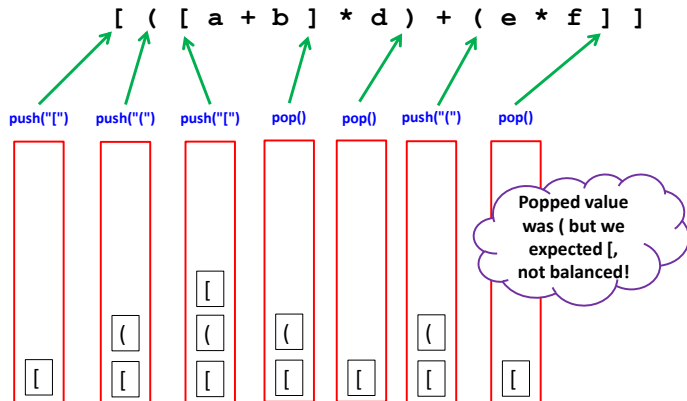 [ ( [ a + b ] * d ) + ( e * f ] ]
push("[") push("(") push("[") pop() pop() push("(") pop()
Popped value
was ( but we
expected [,
not balanced!
[
( ( ( (
[ [ [ [ [ [ [